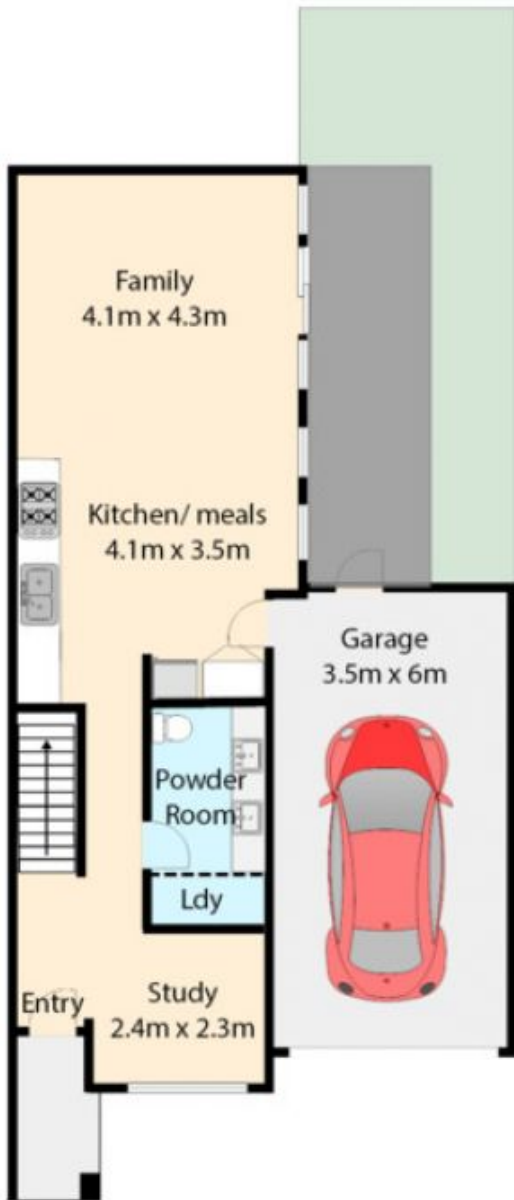 Family
4.1m x 4.3m
Kitchen/ meals
4.1m x 3.5m
Garage
3.5m x 6m
Powder
Room
Ldy
Entry
Study
2.4m x 2.3m